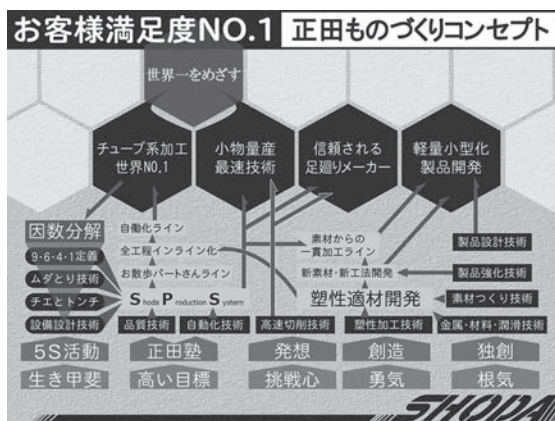 お客様満足度NO.1 正田ものづくりコンセプト
世界一をめざす
チューブ系加工
世界NO.1
小物量産
最速技術
信頼される
足廻りメーカー
軽量小型化
製品開発
因数分解
9・6・4・1定義
ムダとり技術
チエとトンチ
設備設計技術
自働化ライン
全工程インライン化
お散歩パートさんライン
Shoda Production System
品質技術
自動化技術
高速切削技術
素材からの
一貫加工ライン
新素材・新工法開発
塑性適材開発
塑性加工技術
製品設計技術
製品強化技術
素材つくり技術
金属・材料・潤滑技術
5S活動 正田塾 発想 創造 独創
生き甲斐 高い目標 挑戦心 勇気 根気
SHODA